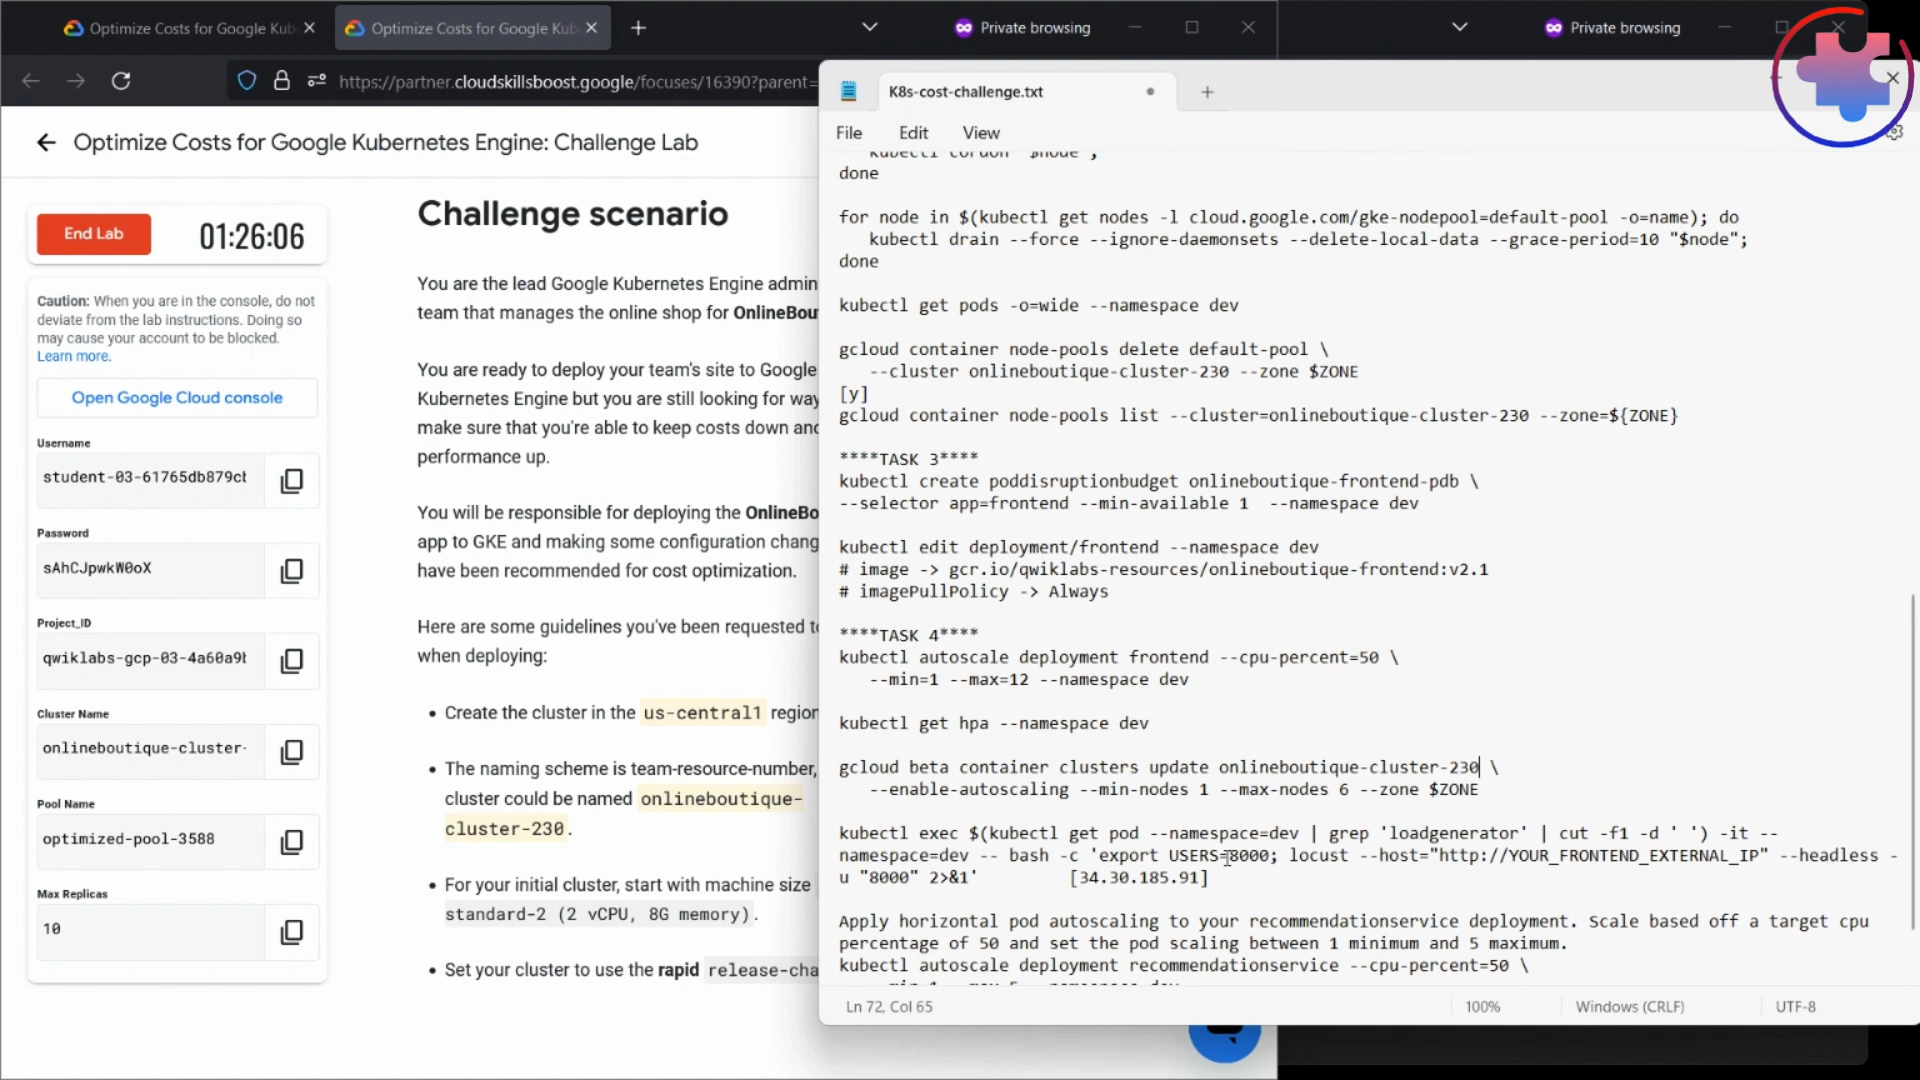 Optimize Costs for Google Kub
Optimize Costs for Google Kub
Private browsing
Private browsing
https://partner.cloudskillsboost.google/focuses/16390?parent=
Optimize Costs for Google Kubernetes Engine: Challenge Lab
End Lab
01:26:06
Caution: When you are in the console, do not
deviate from the lab instructions. Doing so
may cause your account to be blocked.
Learn more.
Open Google Cloud console
Username
student-03-61765db879cb
Password
sAhCJpwkW0oX
Project_ID
qwiklabs-gcp-03-4a60a9b
Cluster Name
onlineboutique-cluster-
Pool Name
optimized-pool-3588
Max Replicas
10
Challenge scenario
You are the lead Google Kubernetes Engine admin
team that manages the online shop for OnlineBou
You are ready to deploy your team's site to Google
Kubernetes Engine but you are still looking for way
make sure that you're able to keep costs down and
performance up.
You will be responsible for deploying the OnlineBo
app to GKE and making some configuration chang
have been recommended for cost optimization.
Here are some guidelines you've been requested to
when deploying:
• Create the cluster in the us-central1 region
• The naming scheme is team-resource-number,
cluster could be named onlineboutique-
cluster-230.
• For your initial cluster, start with machine size
standard-2 (2 vCPU, 8G memory).
• Set your cluster to use the rapid release-cha
K8s-cost-challenge.txt
File Edit View
kubectl cordon "$node";
done
for node in $(kubectl get nodes -l cloud.google.com/gke-nodepool=default-pool -o=name); do
kubectl drain --force --ignore-daemonsets --delete-local-data --grace-period=10 "$node";
done
kubectl get pods -o=wide --namespace dev
gcloud container node-pools delete default-pool \
--cluster onlineboutique-cluster-230 --zone $ZONE
[y]
gcloud container node-pools list --cluster=onlineboutique-cluster-230 --zone=${ZONE}
****TASK 3****
kubectl create poddisruptionbudget onlineboutique-frontend-pdb \
--selector app=frontend --min-available 1  --namespace dev
kubectl edit deployment/frontend --namespace dev
# image -> gcr.io/qwiklabs-resources/onlineboutique-frontend:v2.1
# imagePullPolicy -> Always
****TASK 4****
kubectl autoscale deployment frontend --cpu-percent=50 \
--min=1 --max=12 --namespace dev
kubectl get hpa --namespace dev
gcloud beta container clusters update onlineboutique-cluster-230 \
--enable-autoscaling --min-nodes 1 --max-nodes 6 --zone $ZONE
kubectl exec $(kubectl get pod --namespace=dev | grep 'loadgenerator' | cut -f1 -d ' ') -it --
namespace=dev -- bash -c 'export USERS=8000; locust --host="http://YOUR_FRONTEND_EXTERNAL_IP" --headless -
u "8000" 2>&1' [34.30.185.91]
Apply horizontal pod autoscaling to your recommendationservice deployment. Scale based off a target cpu
percentage of 50 and set the pod scaling between 1 minimum and 5 maximum.
kubectl autoscale deployment recommendationservice --cpu-percent=50 \
Ln 72, Col 65
100%
Windows (CRLF)
UTF-8